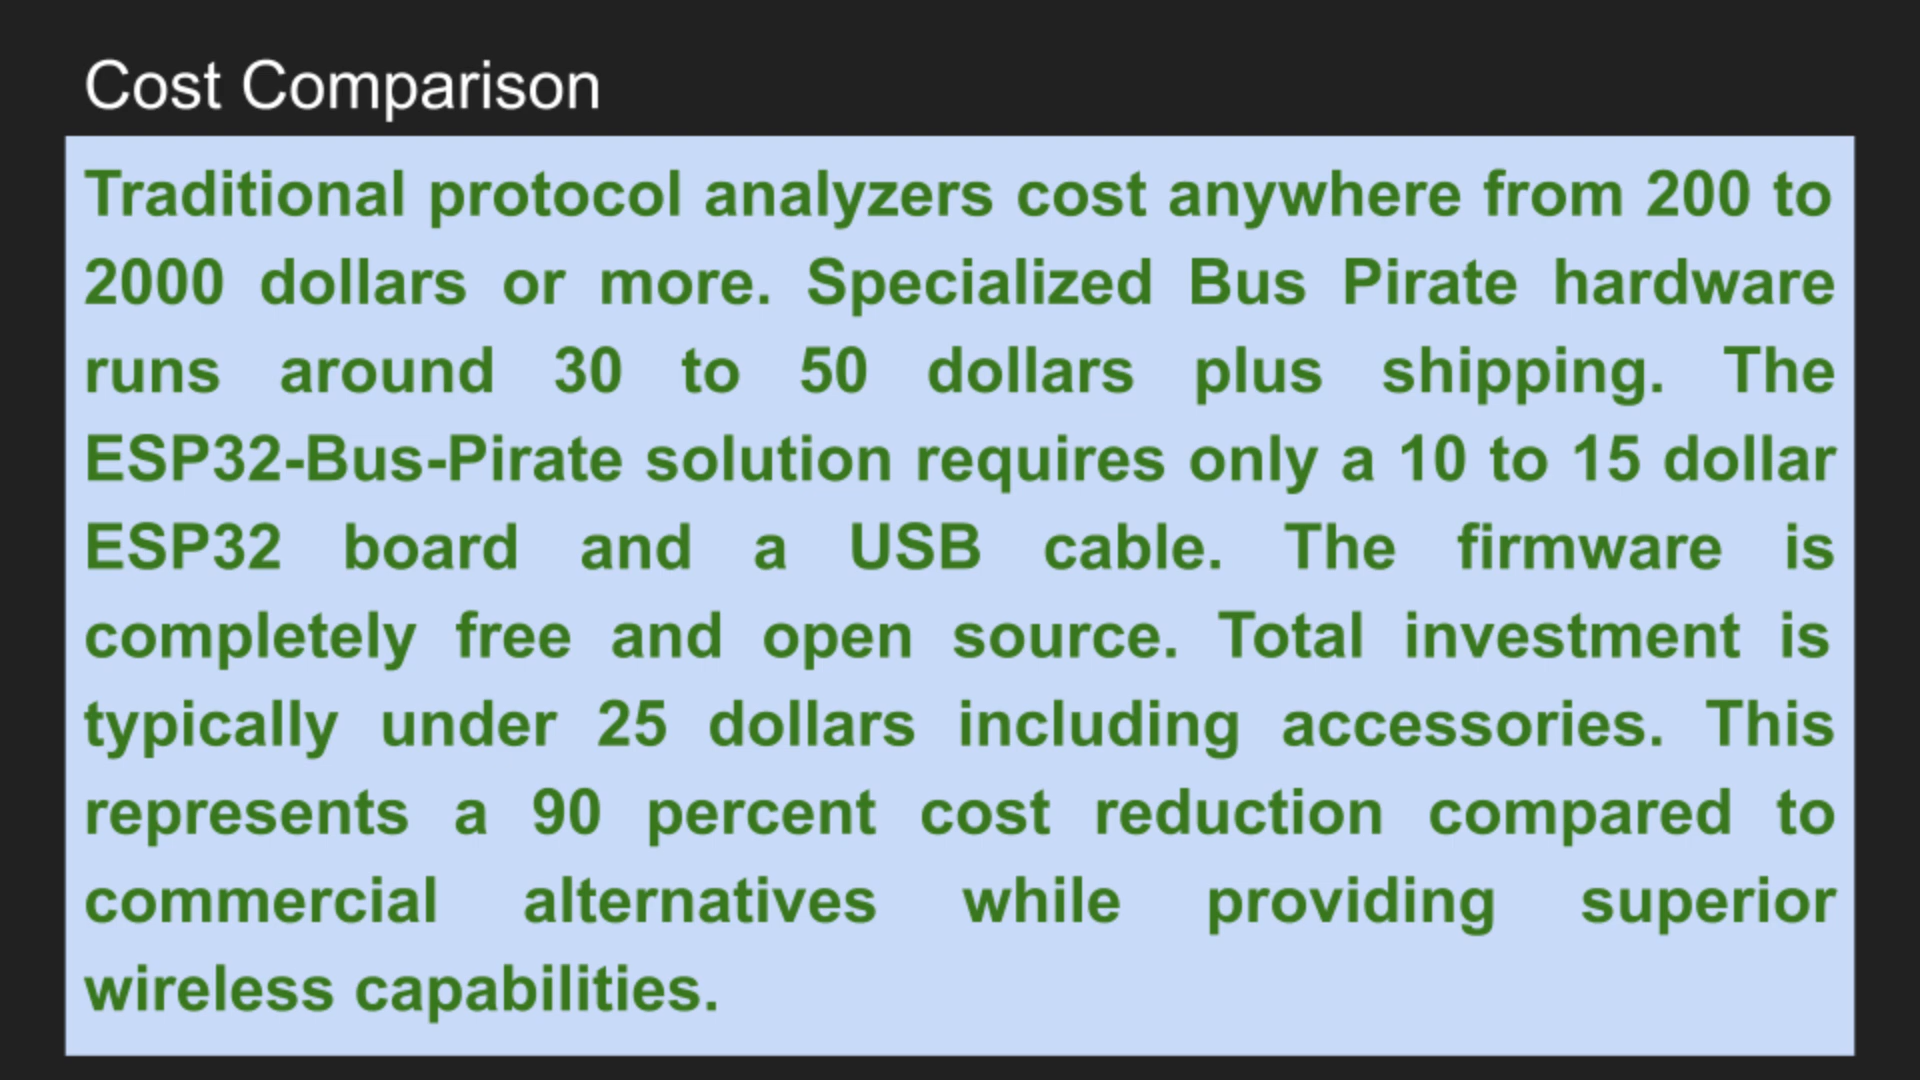 Cost Comparison
Traditional protocol analyzers cost anywhere from 200 to
2000 dollars or more. Specialized Bus Pirate hardware
runs around 30 to 50 dollars plus shipping. The
ESP32-Bus-Pirate solution requires only a 10 to 15 dollar
ESP32 board and a USB cable. The firmware is
completely free and open source. Total investment is
typically under 25 dollars including accessories. This
represents a 90 percent cost reduction compared to
commercial alternatives while providing superior
wireless capabilities.